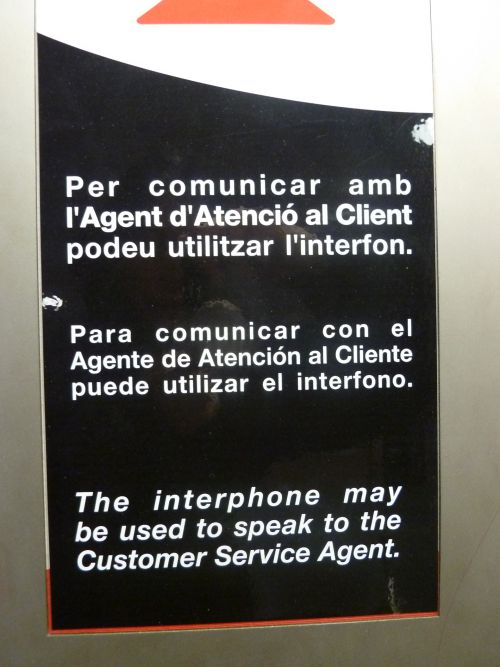 Per comunicar amb
l'Agent d'Atenció al Client
podeu utilitzar l'interfon.
Para comunicar con el
Agente de Atención al Cliente
puede utilizar el interfono.
The interphone may
be used to speak to the
Customer Service Agent.